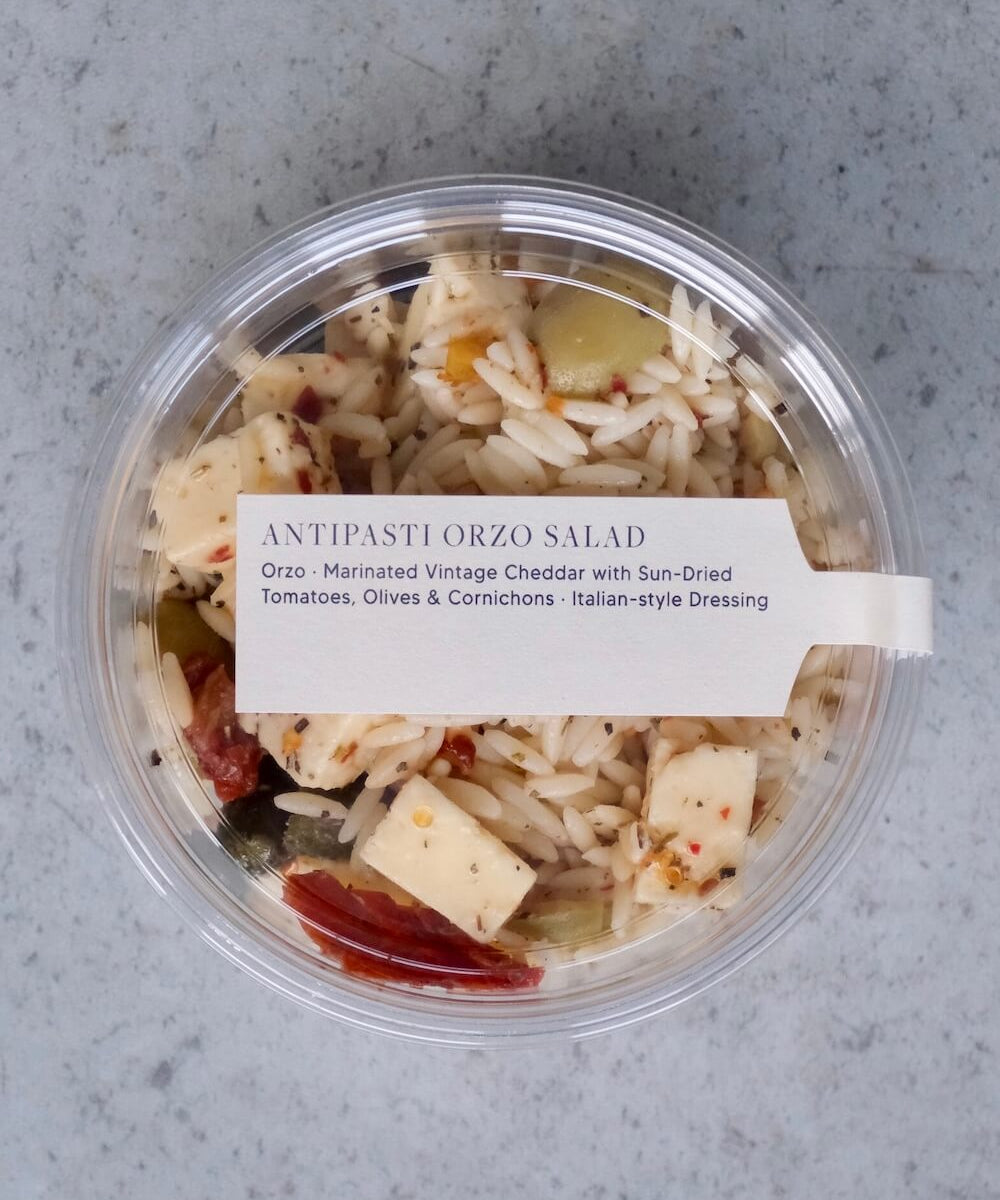 ANTIPASTI ORZO SALAD
Orzo · Marinated Vintage Cheddar with Sun-Dried
Tomatoes, Olives & Cornichons · Italian-style Dressing